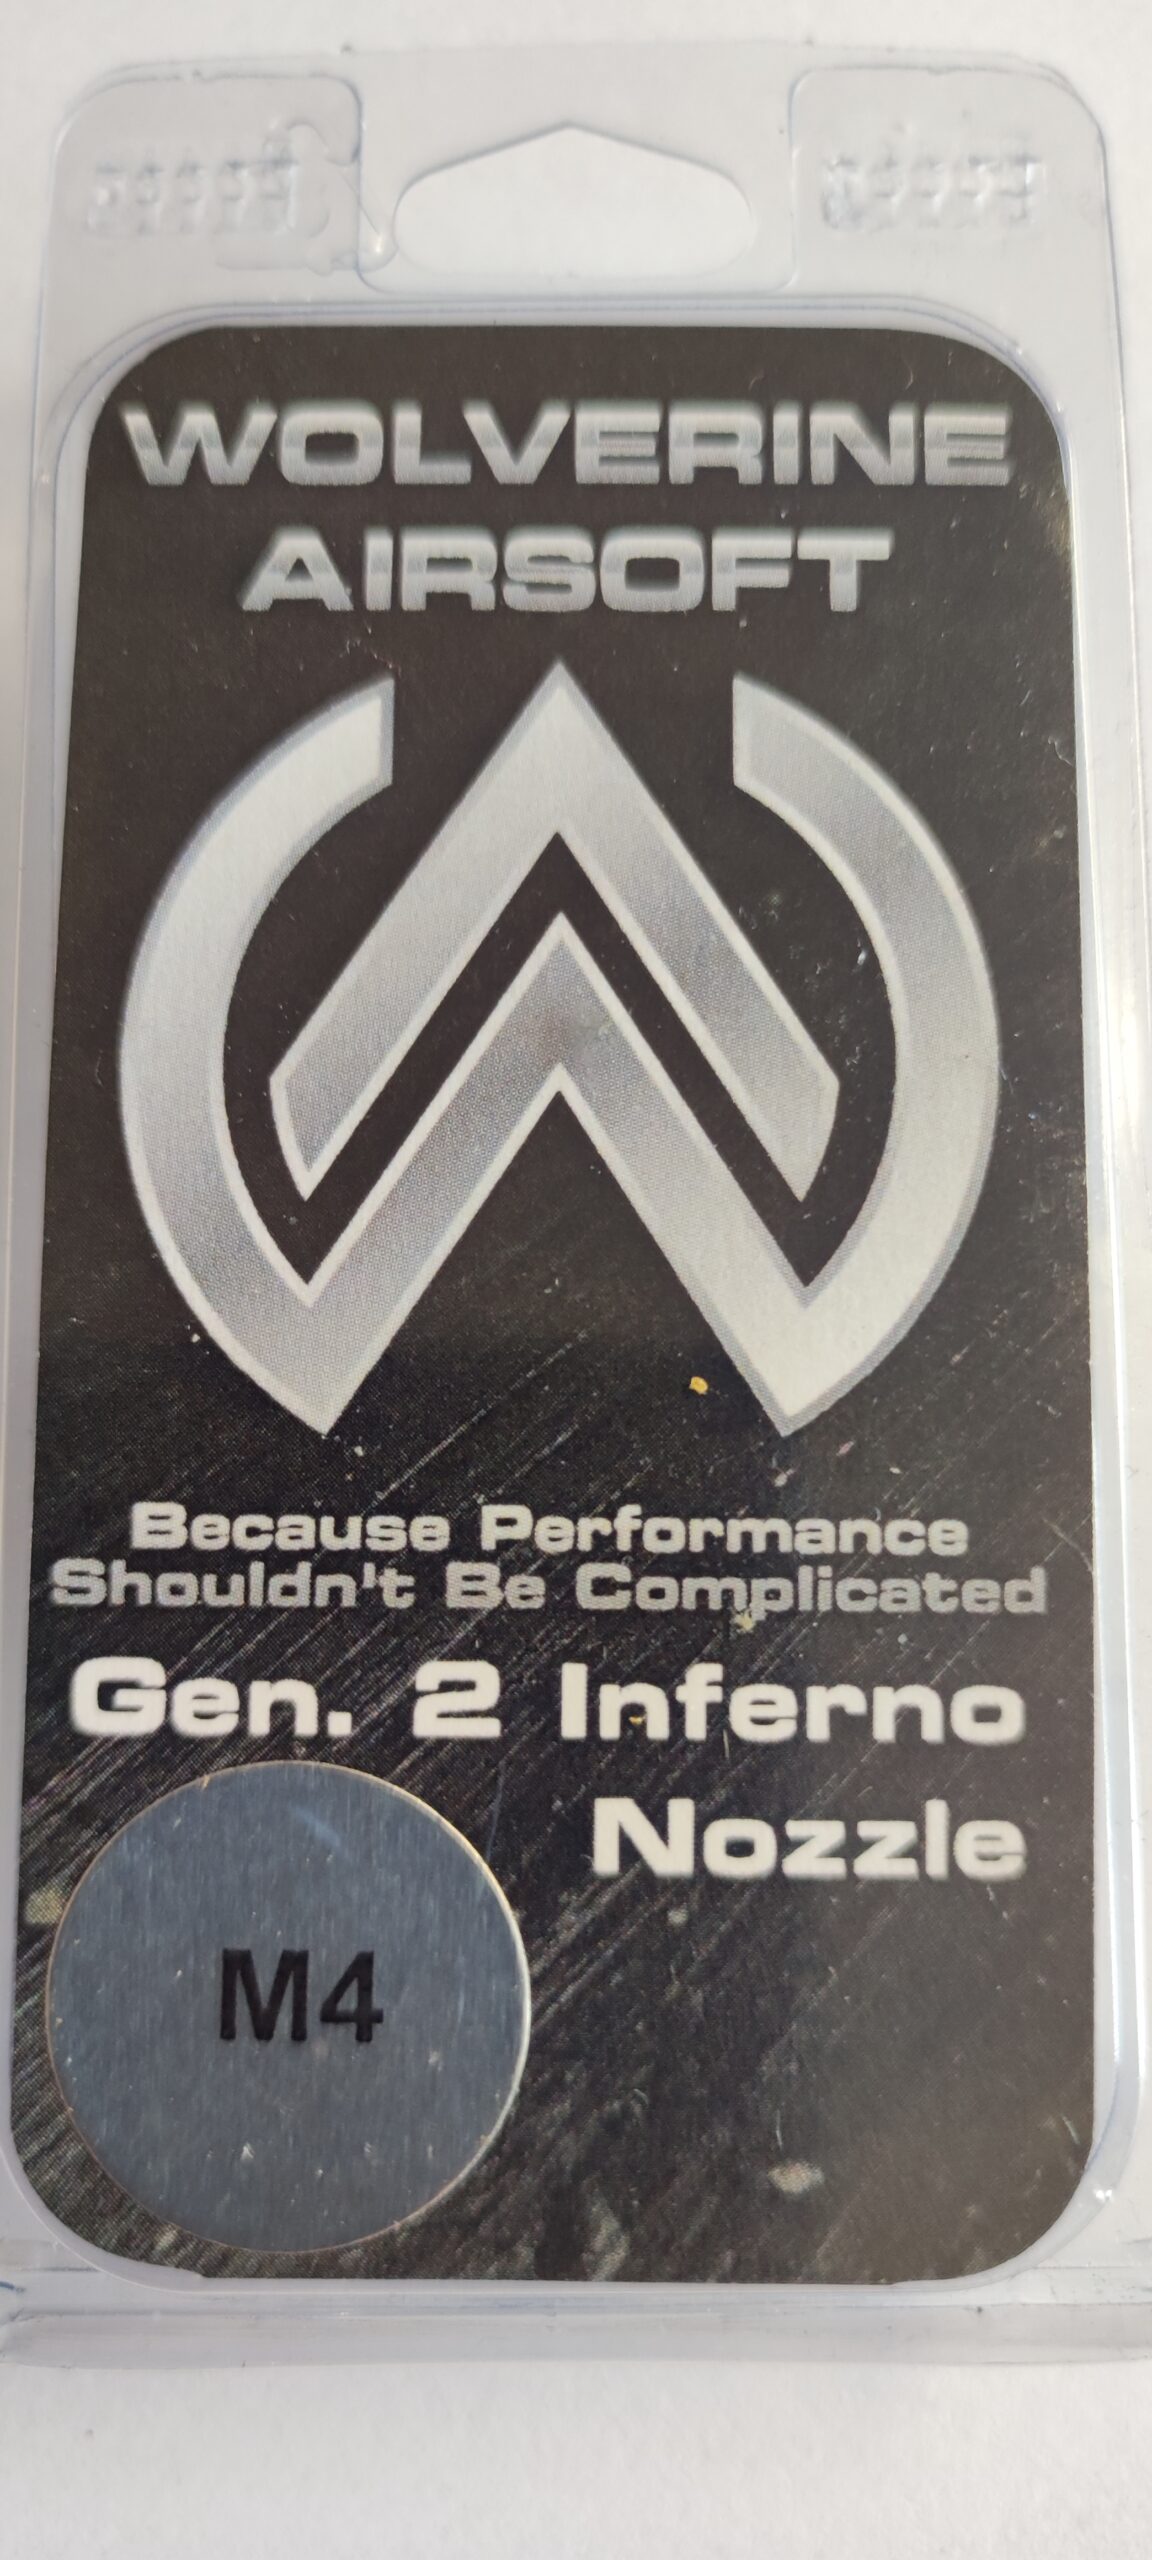 WOLVERINE
AIRSOFT
Because Performance
Shouldn't Be Complicated
Gen. 2 Inferno
Nozzle
M4